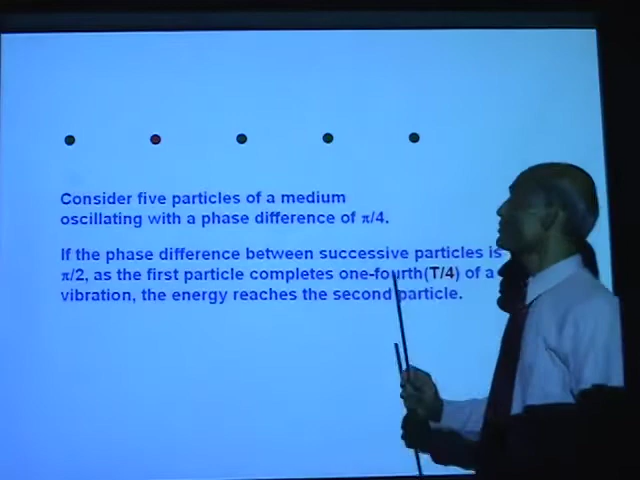 Consider five particles of a medium
oscillating with a phase difference of π/4.
If the phase difference between successive particles is
π/2, as the first particle completes one-fourth(T/4) of a
vibration, the energy reaches the second particle.